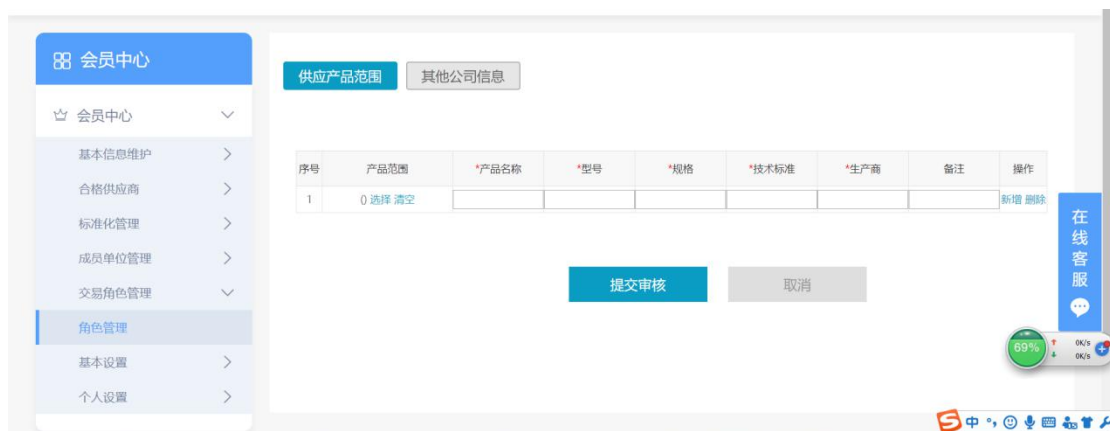 会员中心
会员中心
基本信息维护
合格供应商
标准化管理
成员单位管理
交易角色管理
角色管理
基本设置
个人设置
供应产品范围 其他公司信息
序号 产品范围 *产品名称 *型号 *规格 *技术标准 *生产商 备注 操作
1 () 选择 清空 新增 删除
提交审核 取消
在线客服
69% 0K/s
0K/s
中